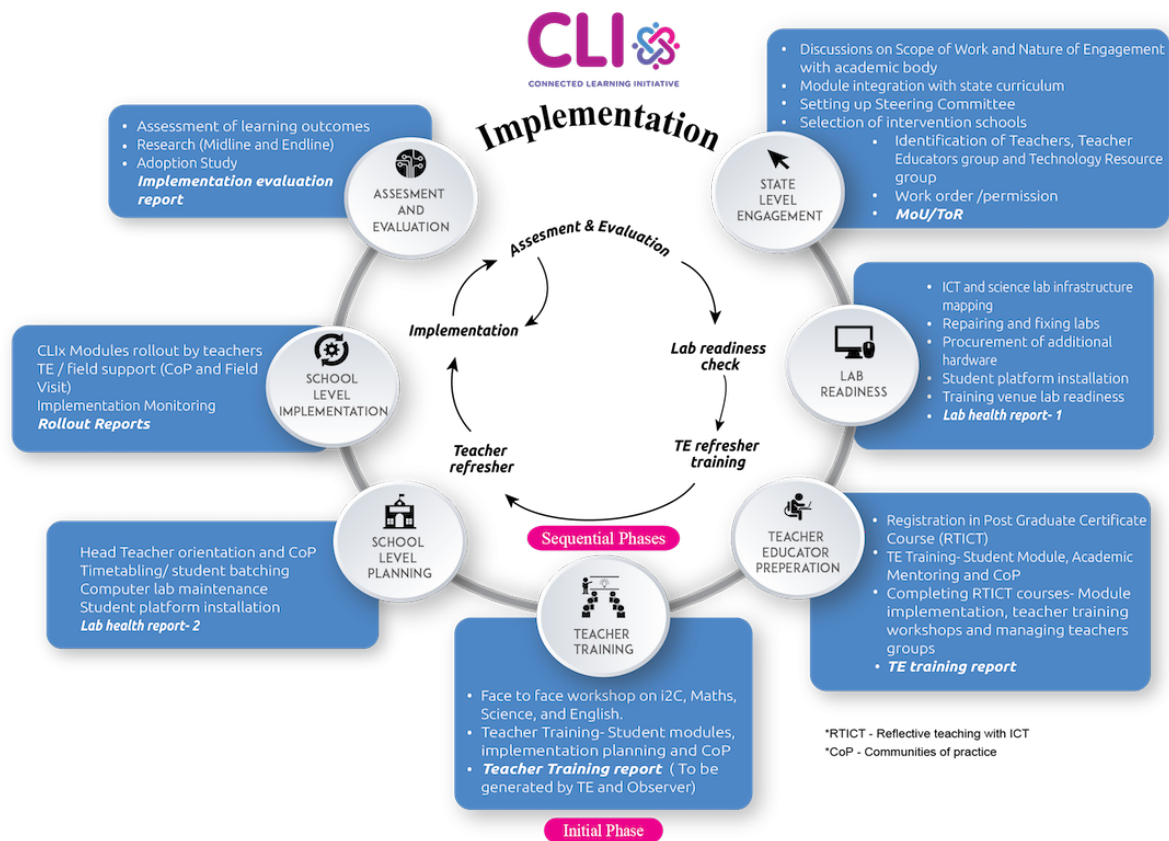 CLI
CONNECTED LEARNING INITIATIVE
Implementation
• Discussions on Scope of Work and Nature of Engagement
with academic body
• Module integration with state curriculum
• Setting up Steering Committee
• Selection of intervention schools
• Identification of Teachers, Teacher
Educators group and Technology Resource
group
• Work order /permission
• MoU/ToR
STATE
LEVEL
ENGAGEMENT
• ICT and science lab infrastructure
mapping
• Repairing and fixing labs
• Procurement of additional
hardware
• Student platform installation
• Training venue lab readiness
• Lab health report- 1
LAB
READINESS
• Registration in Post Graduate Certificate
Course (RTICT)
• TE Training- Student Module, Academic
Mentoring and CoP
• Completing RTICT courses- Module
implementation, teacher training
workshops and managing teachers
groups
• TE training report
TEACHER
EDUCATOR
PREPERATION
• Face to face workshop on i2C, Maths,
Science, and English.
• Teacher Training- Student modules,
implementation planning and CoP
• Teacher Training report ( To be
generated by TE and Observer)
TEACHER
TRAINING
Initial Phase
Head Teacher orientation and CoP
Timetabling/ student batching
Computer lab maintenance
Student platform installation
Lab health report- 2
SCHOOL
LEVEL
PLANNING
CLIx Modules rollout by teachers
TE / field support (CoP and Field
Visit)
Implementation Monitoring
Rollout Reports
SCHOOL
LEVEL
IMPLEMENTATION
• Assessment of learning outcomes
• Research (Midline and Endline)
• Adoption Study
Implementation evaluation
report
ASSESMENT
AND
EVALUATION
Assesment & Evaluation
Lab readiness
check
TE refresher
training
Teacher
refresher
Implementation
Sequential Phases
*RTICT - Reflective teaching with ICT
*CoP - Communities of practice